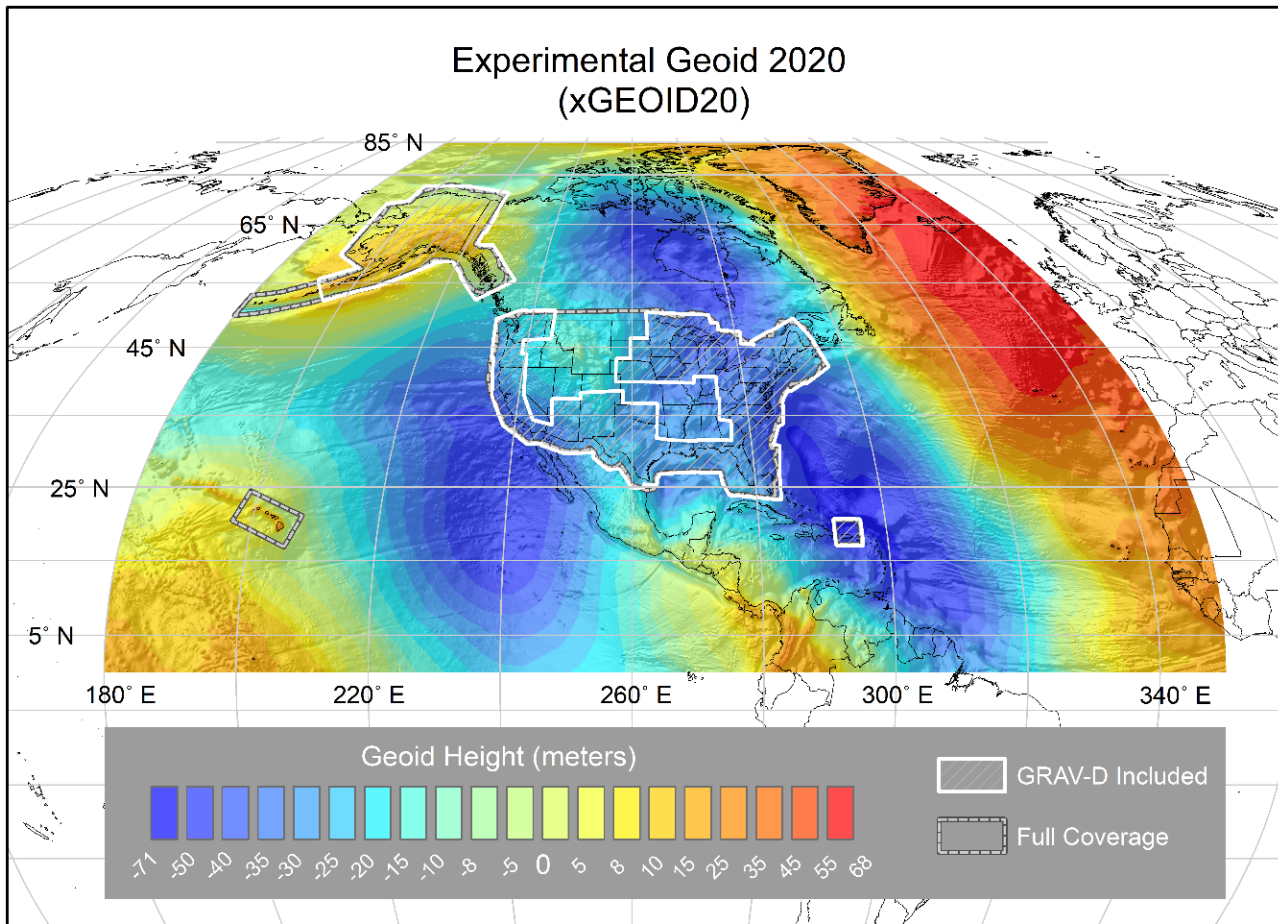 Experimental Geoid 2020
(xGEOID20)
85° N
65° N
45° N
25° N
5° N
180° E
220° E
260° E
300° E
340° E
Geoid Height (meters)
-71
-50
-40
-35
-30
-25
-20
-15
-10
-8
-5
0
5
8
10
15
25
35
45
55
68
GRAV-D Included
Full Coverage